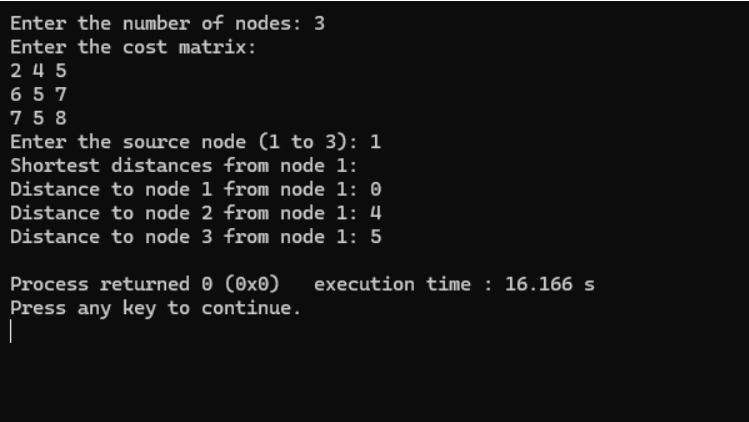 Enter the number of nodes: 3
Enter the cost matrix:
2 4 5
6 5 7
7 5 8
Enter the source node (1 to 3): 1
Shortest distances from node 1:
Distance to node 1 from node 1: 0
Distance to node 2 from node 1: 4
Distance to node 3 from node 1: 5
Process returned 0 (0x0)   execution time : 16.166 s
Press any key to continue.